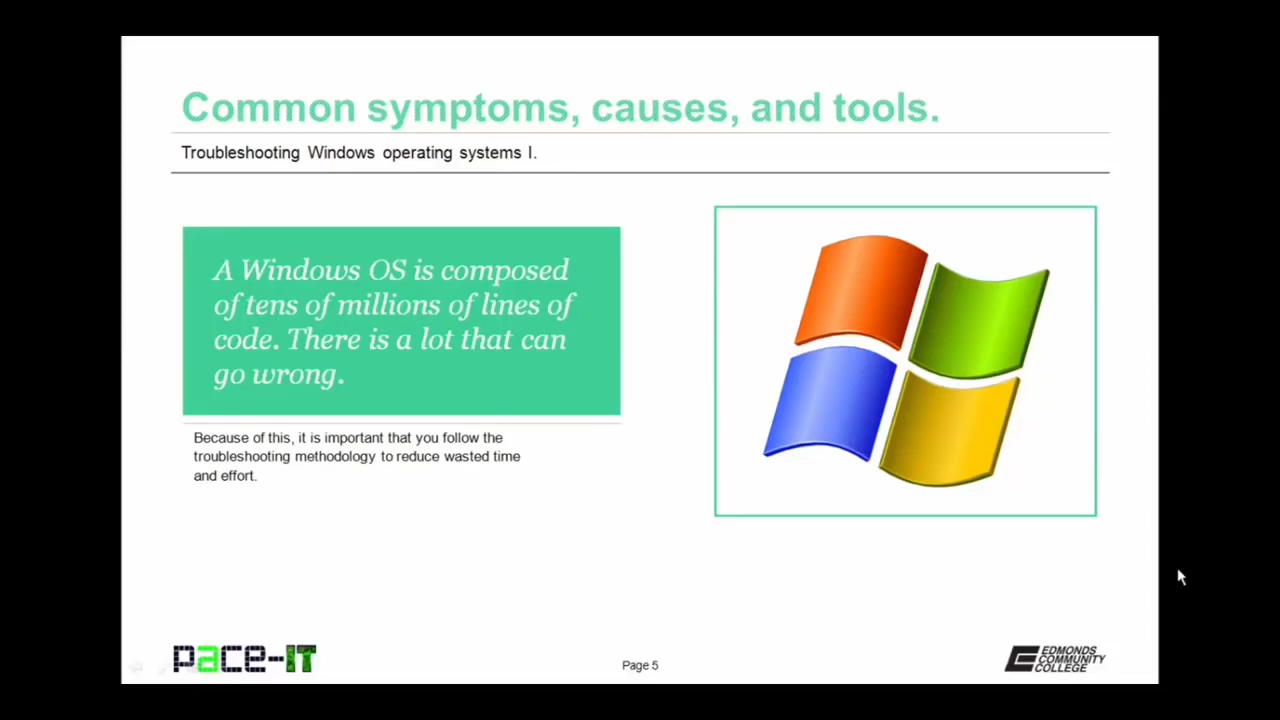 Common symptoms, causes, and tools.
Troubleshooting Windows operating systems I.
A Windows OS is composed
of tens of millions of lines of
code. There is a lot that can
go wrong.
Because of this, it is important that you follow the
troubleshooting methodology to reduce wasted time
and effort.
pace-IT
Page 5
EDMONDS
COMMUNITY
COLLEGE